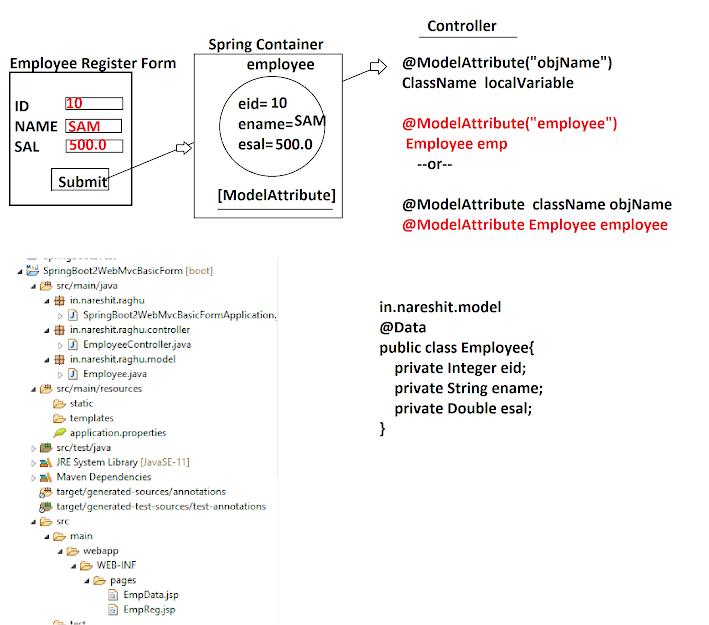 Controller
Spring Container
employee
Employee Register Form
@ModelAttribute("objName")
ClassName localVariable
ID 10
NAME SAM
SAL 500.0
Submit
eid= 10
ename=SAM
esal=500.0
[ModelAttribute]
@ModelAttribute("employee")
Employee emp
--or--
@ModelAttribute className objName
@ModelAttribute Employee employee
SpringBoot2WebMvcBasicForm [boot]
src/main/java
in.nareshit.raghu
SpringBoot2WebMvcBasicFormApplication.
in.nareshit.raghu.controller
EmployeeController.java
in.nareshit.raghu.model
Employee.java
src/main/resources
static
templates
application.properties
src/test/java
JRE System Library [JavaSE-11]
Maven Dependencies
target/generated-sources/annotations
target/generated-test-sources/test-annotations
src
main
webapp
WEB-INF
pages
EmpData.jsp
EmpReg.jsp
test
in.nareshit.model
@Data
public class Employee{
private Integer eid;
private String ename;
private Double esal;
}